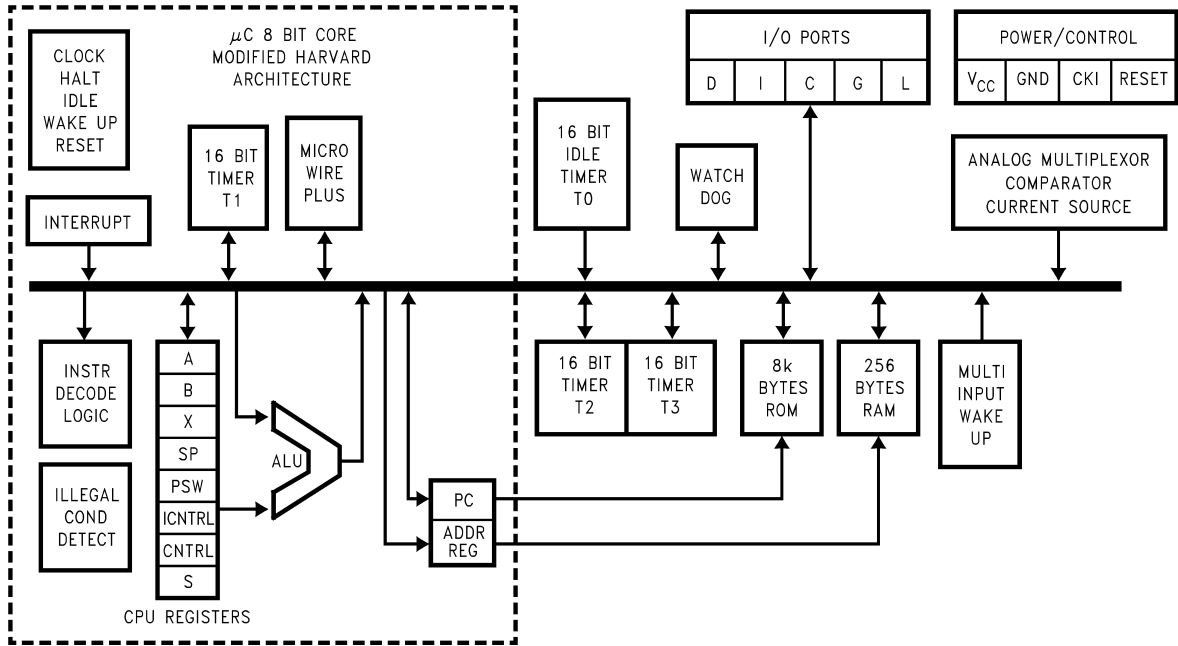 μC 8 BIT CORE
MODIFIED HARVARD
ARCHITECTURE
CLOCK
HALT
IDLE
WAKE UP
RESET
INTERRUPT
16 BIT
TIMER
T1
MICRO
WIRE
PLUS
16 BIT
IDLE
TIMER
T0
WATCH
DOG
I/O PORTS
D I C G L
POWER/CONTROL
VCC GND CKI RESET
ANALOG MULTIPLEXOR
COMPARATOR
CURRENT SOURCE
INSTR
DECODE
LOGIC
ILLEGAL
COND
DETECT
A
B
X
SP
PSW
ICNTRL
CNTRL
S
CPU REGISTERS
ALU
PC
ADDR
REG
16 BIT
TIMER
T2
16 BIT
TIMER
T3
8k
BYTES
ROM
256
BYTES
RAM
MULTI
INPUT
WAKE
UP